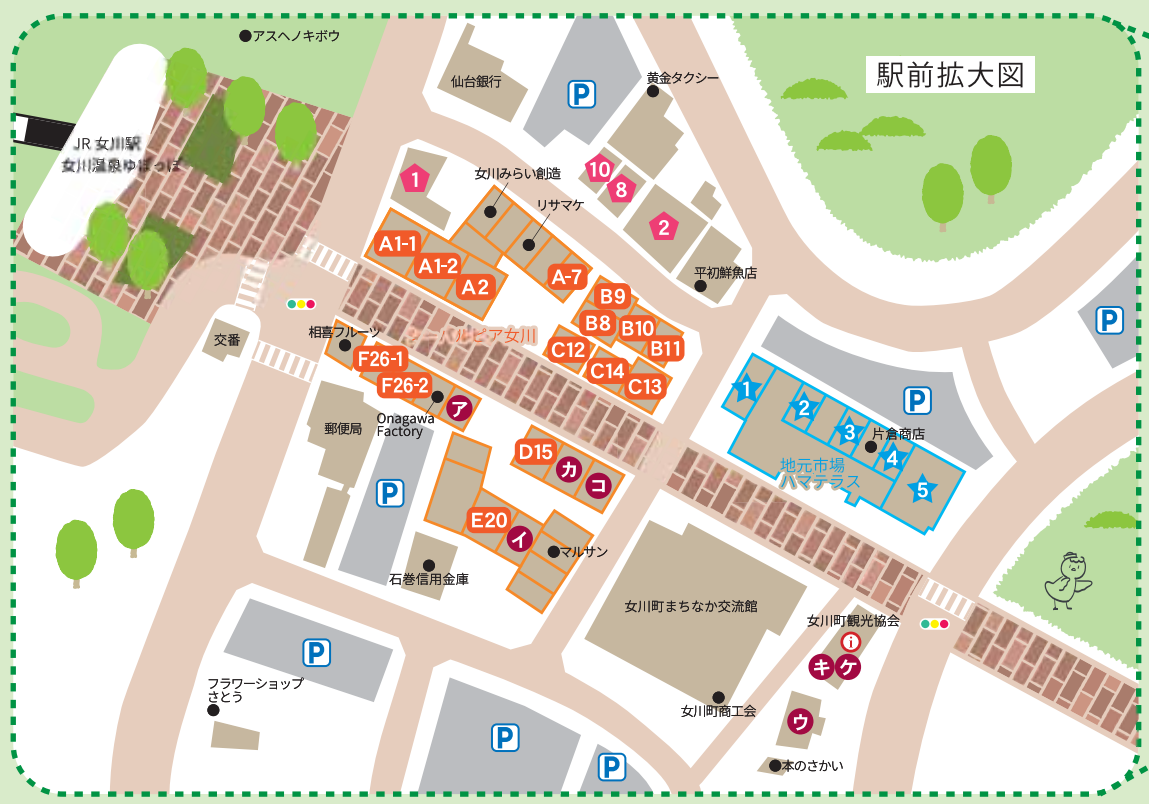 アスヘノキボウ
駅前拡大図
仙台銀行
P
黄金タクシー
JR 女川駅
女川温泉ゆぽっぽ
1
女川みらい創造
リサマケ
10
8
2
平初鮮魚店
A1-1
A1-2
A2
A-7
B9
B8
B10
B11
C12
C14
C13
シーパルピア女川
交番
相喜フルーツ
F26-1
F26-2
ア
Onagawa
Factory
郵便局
P
D15
カ
コ
E20
イ
マルサン
石巻信用金庫
P
P
1
2
3
片倉商店
4
5
地元市場
ハマテラス
女川町まちなか交流館
女川町観光協会
i
キ
ケ
女川町商工会
ウ
本のさかい
P
フラワーショップ
さとう
P
P